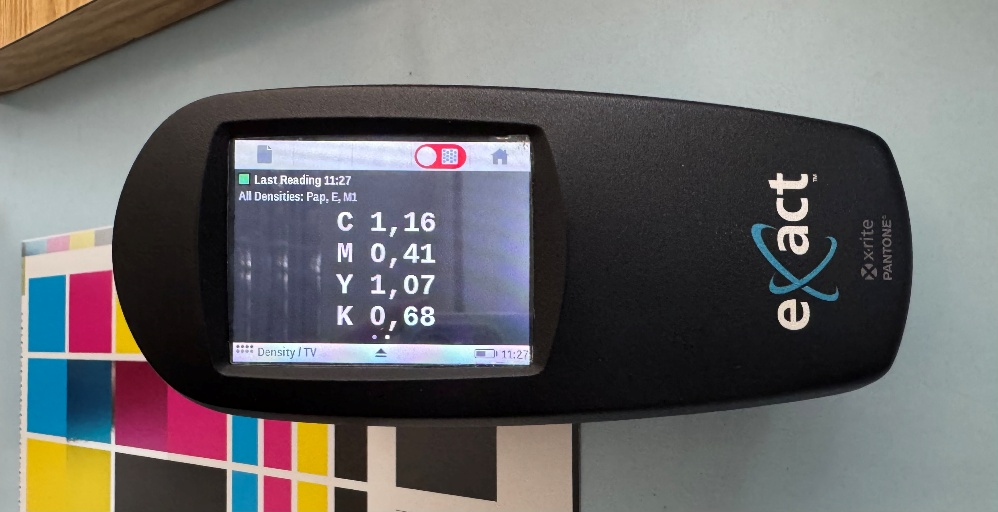 Last Reading 11:27
All Densities: Pap, E, M1
C 1,16
M 0,41
Y 1,07
K 0,68
Density / TV
11:27
eXact™
x-rite
PANTONE®